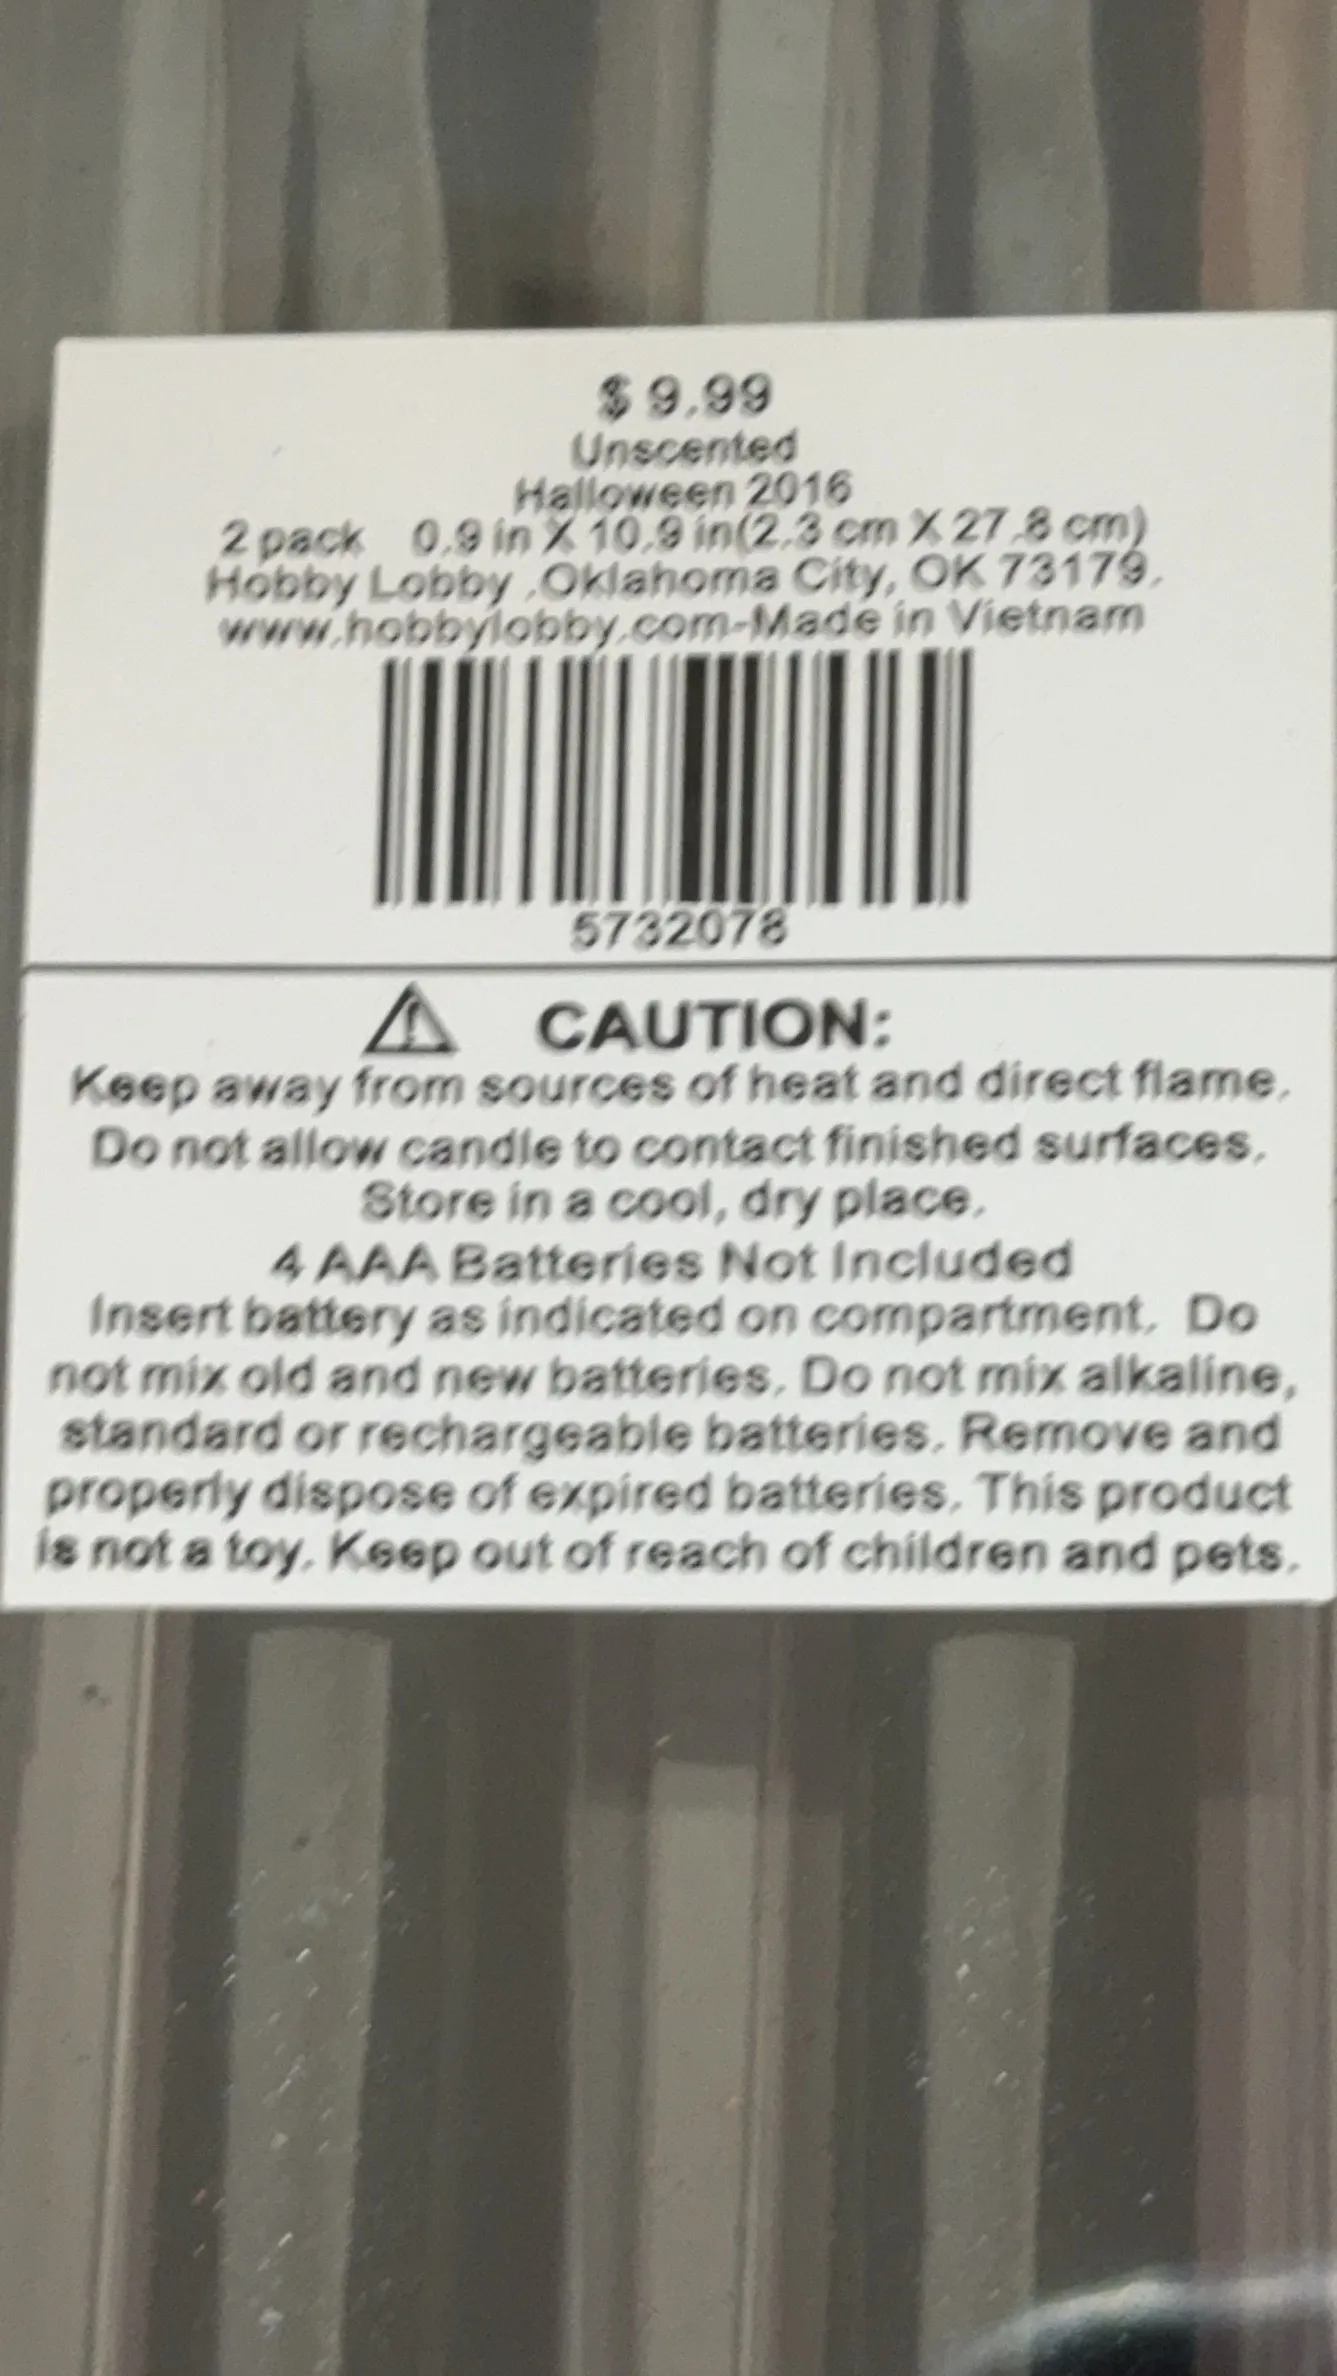 $ 9.99
Unscented
Halloween 2016
2 pack 0.9 in X 10.9 in(2.3 cm X 27.8 cm)
Hobby Lobby ,Oklahoma City, OK 73179.
www.hobbylobby.com-Made in Vietnam
5732078
⚠ CAUTION:
Keep away from sources of heat and direct flame.
Do not allow candle to contact finished surfaces.
Store in a cool, dry place.
4 AAA Batteries Not Included
Insert battery as indicated on compartment. Do
not mix old and new batteries. Do not mix alkaline,
standard or rechargeable batteries. Remove and
properly dispose of expired batteries. This product
is not a toy. Keep out of reach of children and pets.